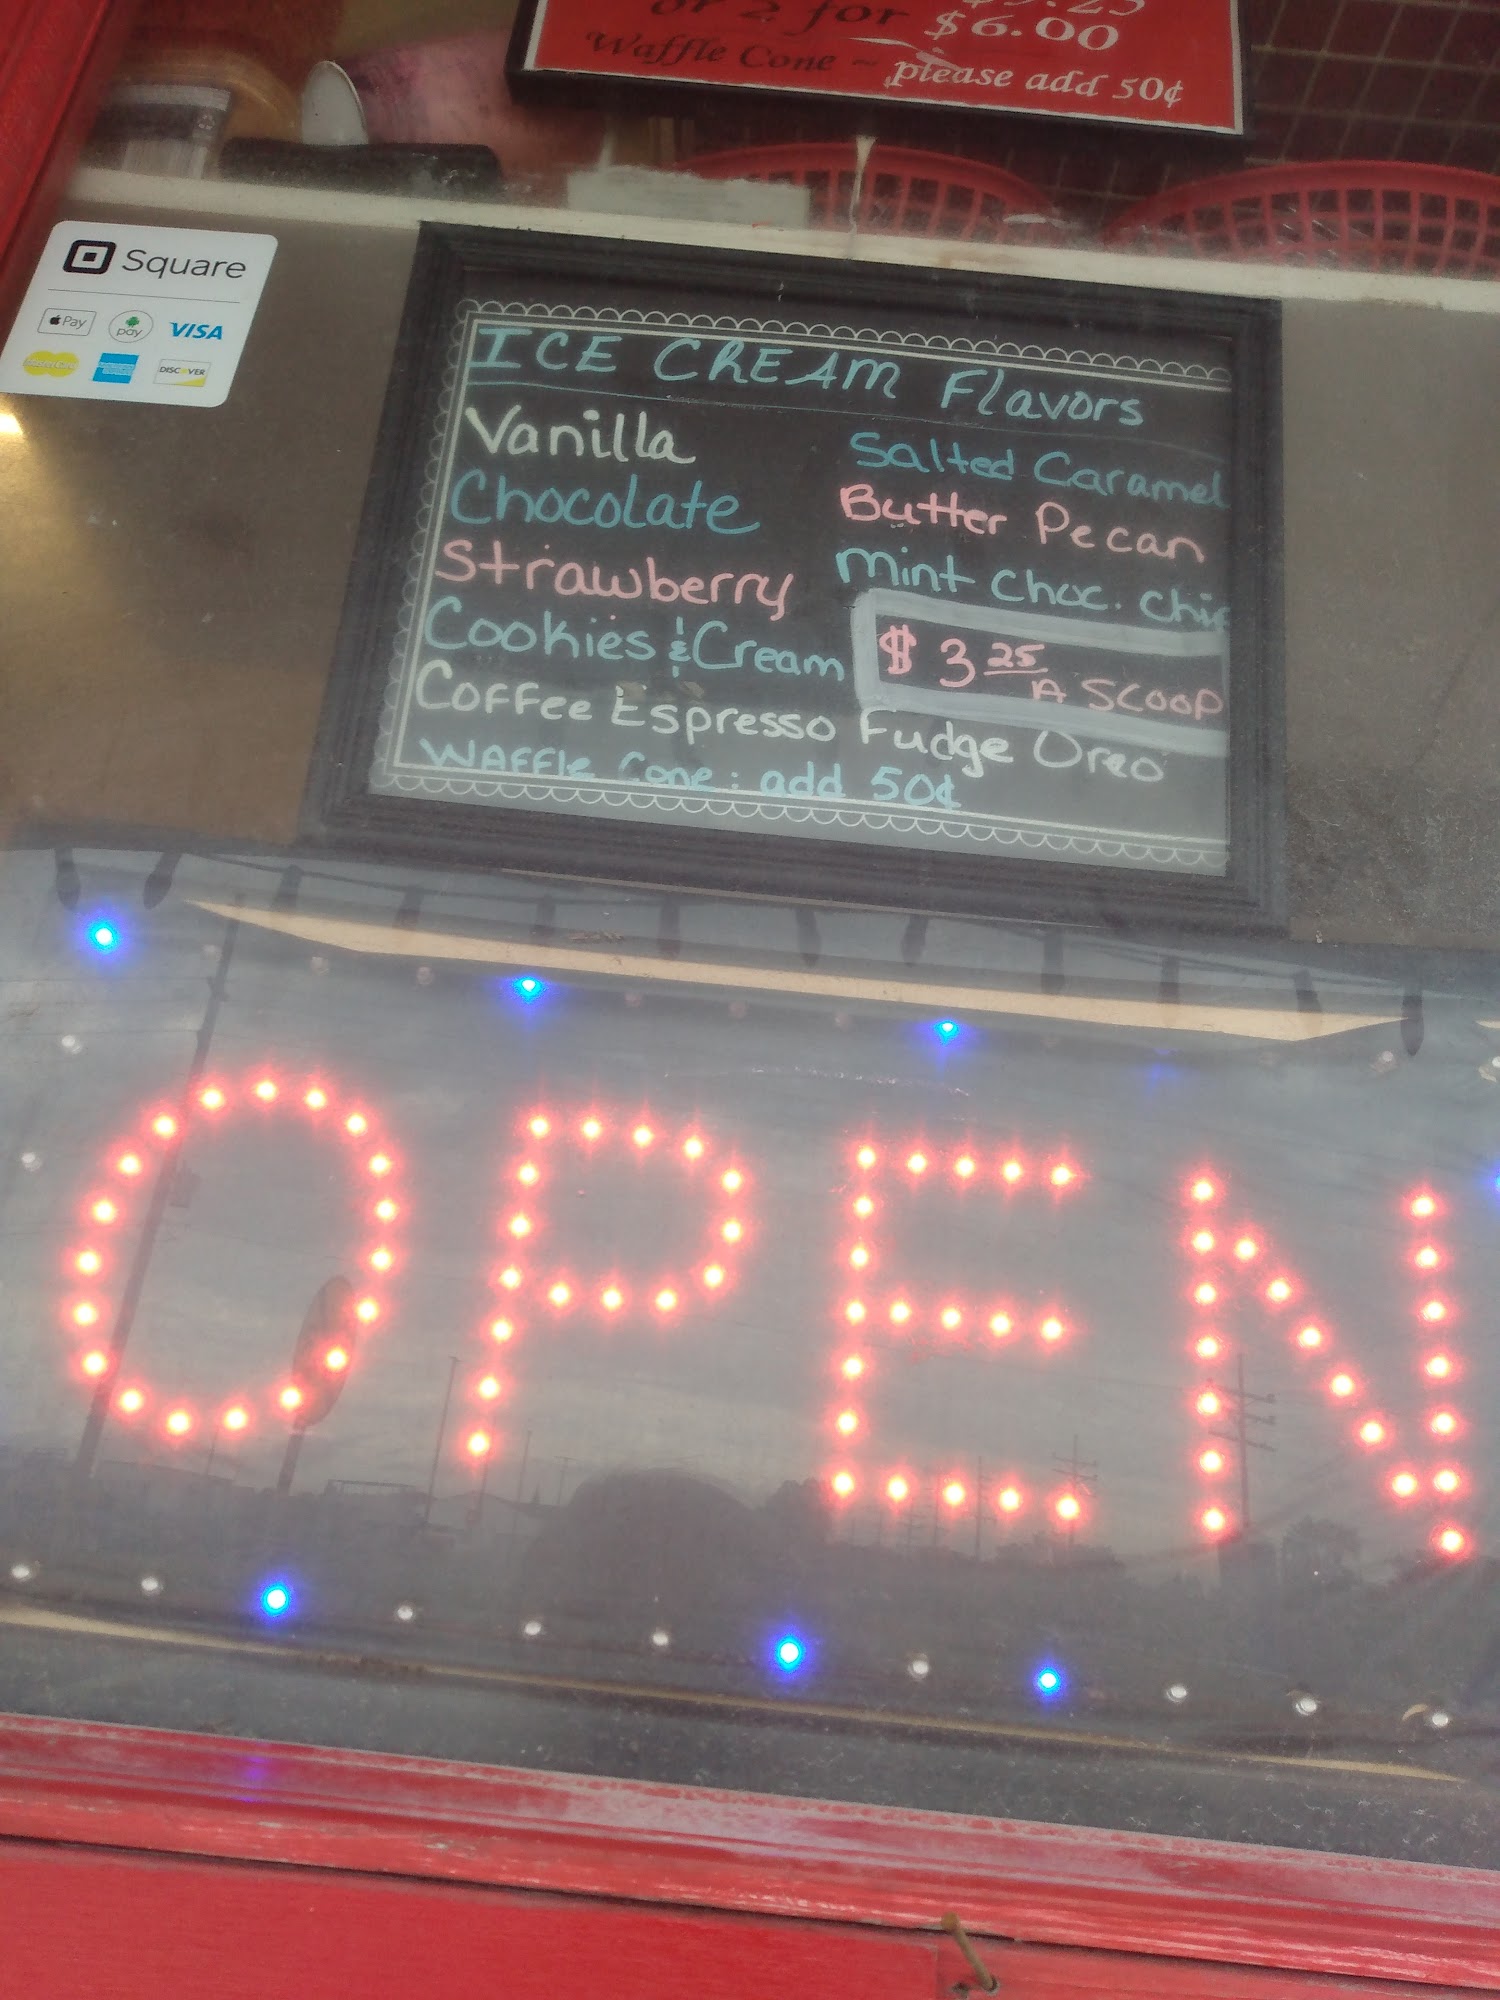 or 2 for $6.00
Waffle Cone ~ please add 50¢
Square
Pay
pay
VISA
DISCOVER
ICE CREAM Flavors
Vanilla
Chocolate
Strawberry
Cookies & Cream
Salted Caramel
Butter Pecan
Mint Choc. Chip
$3 25 A SCOOP
Coffee Espresso Fudge Oreo
WAFFle Cone: add 50¢
OPEN